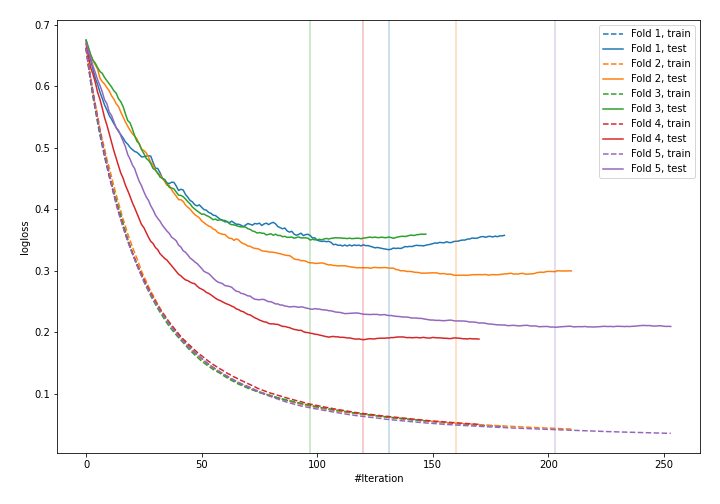 0.7
0.6
0.5
0.4
0.3
0.2
0.1
logloss
0
50
100
150
200
250
#Iteration
Fold 1, train
Fold 1, test
Fold 2, train
Fold 2, test
Fold 3, train
Fold 3, test
Fold 4, train
Fold 4, test
Fold 5, train
Fold 5, test